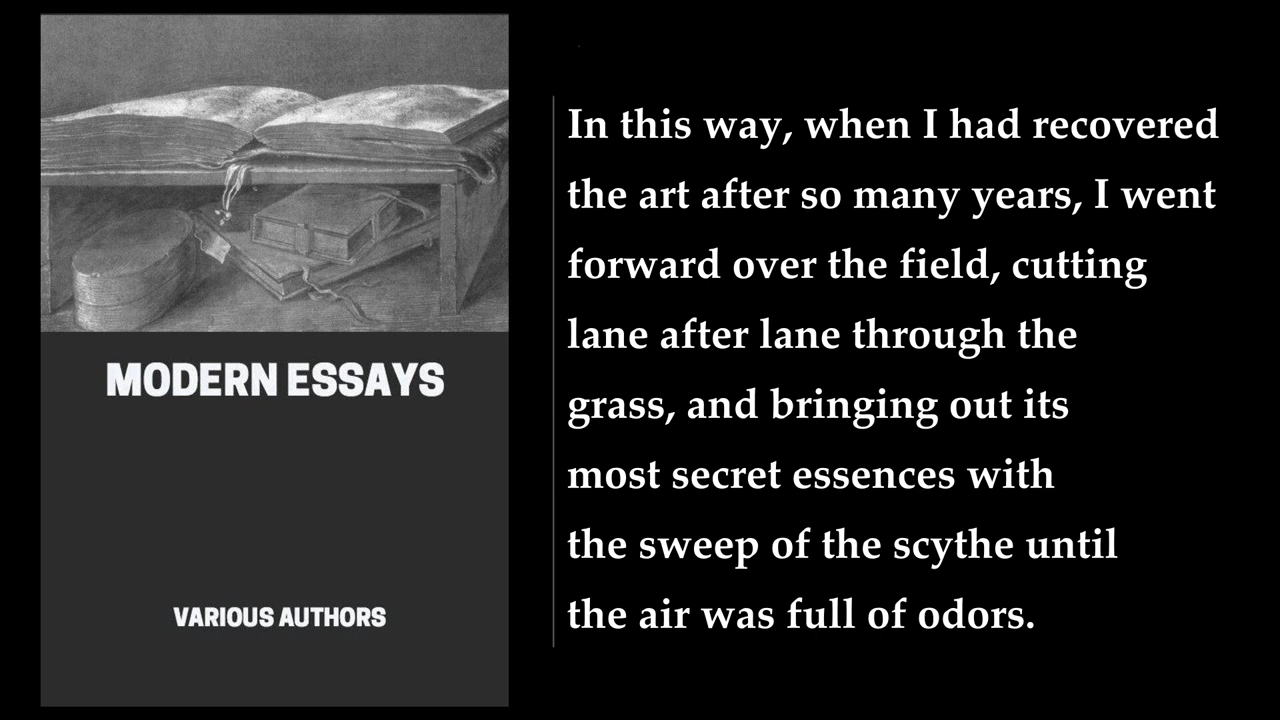 MODERN ESSAYS
VARIOUS AUTHORS
In this way, when I had recovered
the art after so many years, I went
forward over the field, cutting
lane after lane through the
grass, and bringing out its
most secret essences with
the sweep of the scythe until
the air was full of odors.